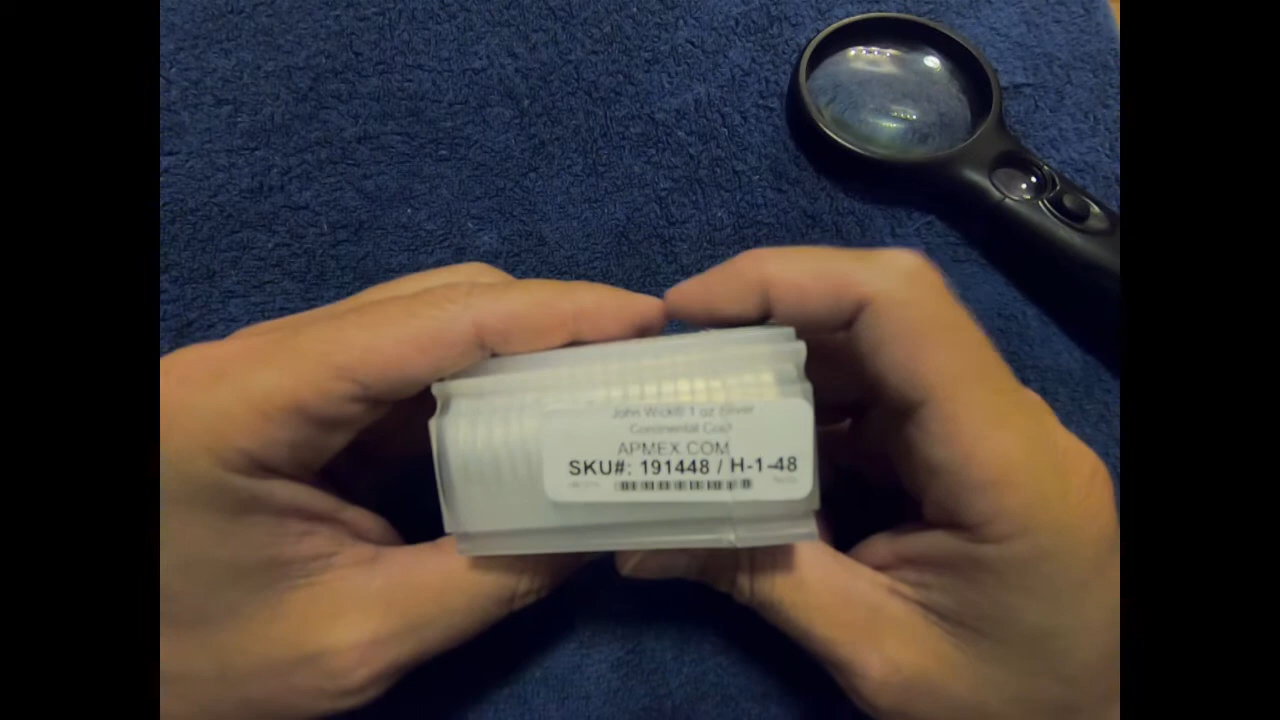 John Wick® 1 oz Silver
Continental Coin
APMEX.COM
SKU#: 191448 / H-1-48